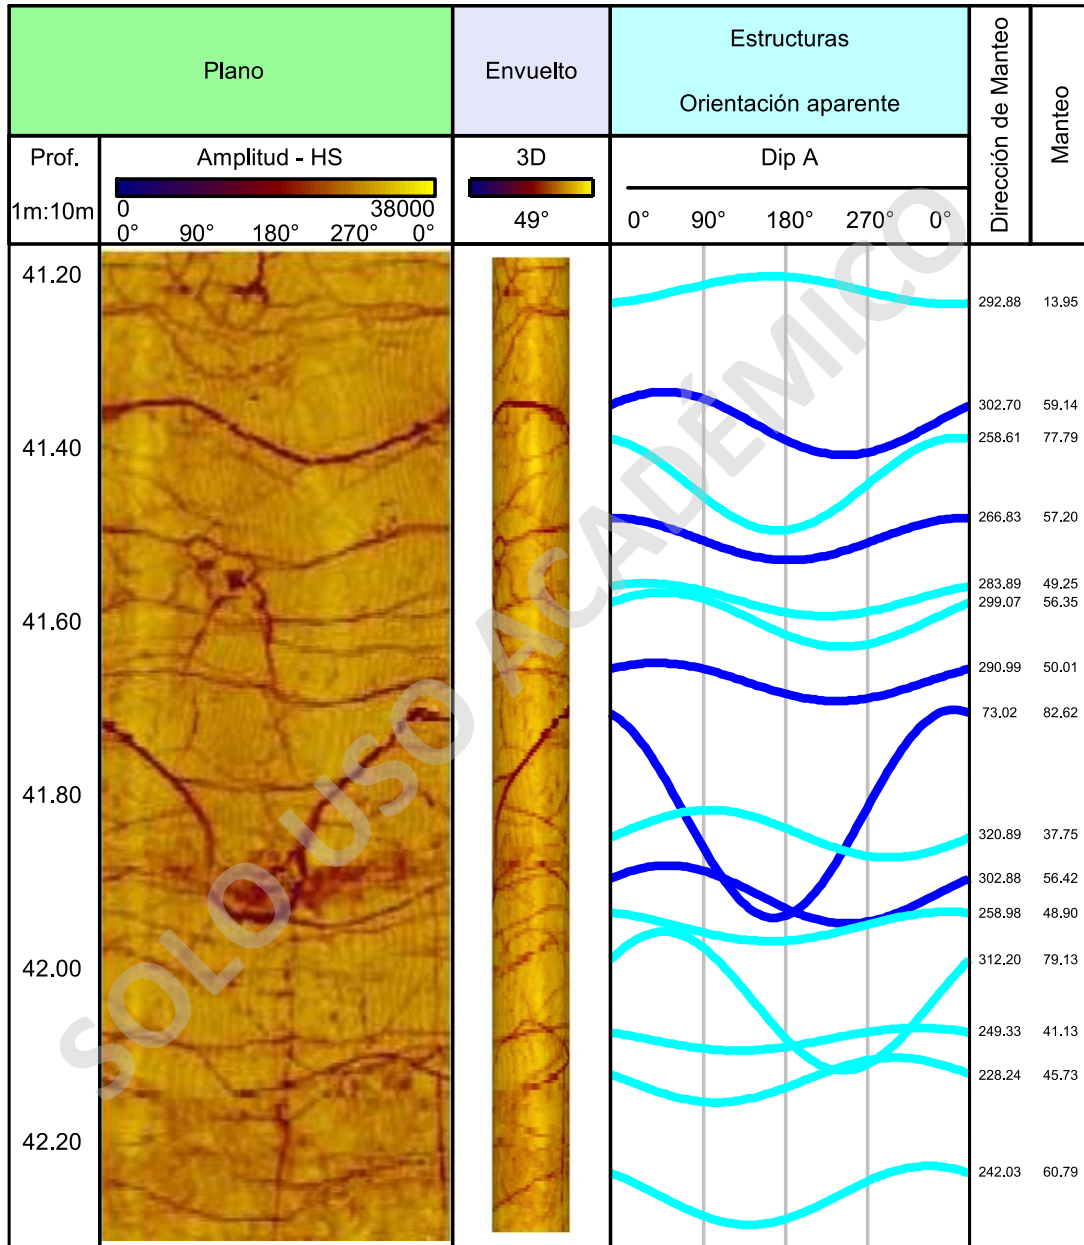 Plano
Envuelto
Estructuras
Orientación aparente
Dirección de Manteo
Manteo
Prof.
1m:10m
Amplitud - HS
0 38000
0° 90° 180° 270° 0°
3D
49°
Dip A
0° 90° 180° 270° 0°
41.20
41.40
41.60
41.80
42.00
42.20
292.88 13.95
302.70 59.14
258.61 77.79
266.83 57.20
283.89 49.25
299.07 56.35
290.99 50.01
73.02 82.62
320.89 37.75
302.88 56.42
258.98 48.90
312.20 79.13
249.33 41.13
228.24 45.73
242.03 60.79
SOLO USO ACADÉMICO